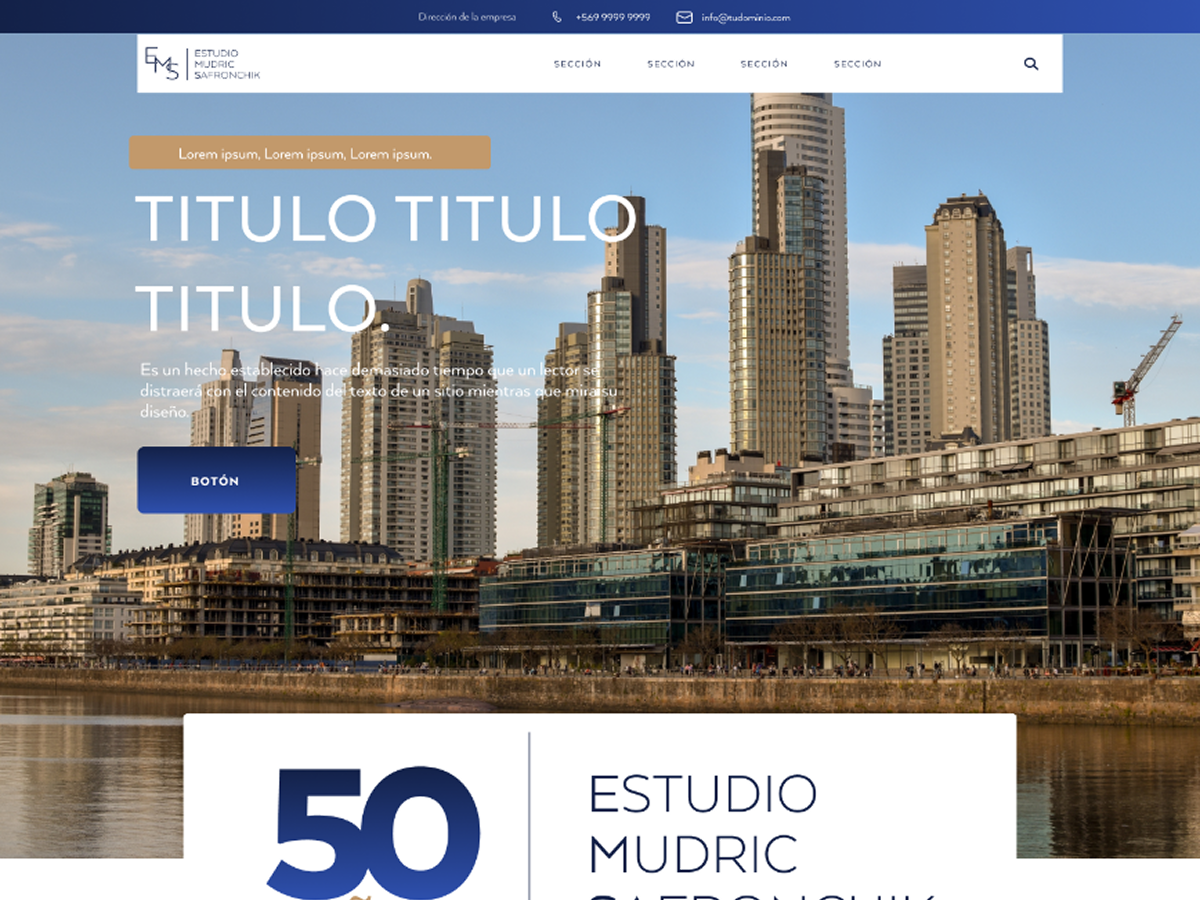 Dirección de la empresa
+569 9999 9999
info@tudominio.com
EMS
ESTUDIO
MUDRIC
SAFRONCHIK
SECCIÓN
SECCIÓN
SECCIÓN
SECCIÓN
Lorem ipsum, Lorem ipsum, Lorem ipsum.
TITULO TITULO
TITULO.
Es un hecho establecido hace demasiado tiempo que un lector se
distraerá con el contenido del texto de un sitio mientras que mira su
diseño.
BOTÓN
50
ESTUDIO
MUDRIC
SAFRONCHIK